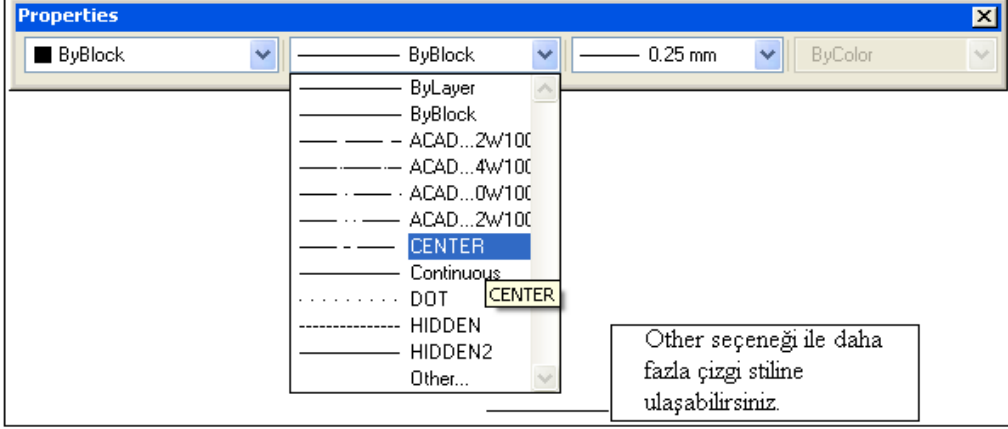 Properties
ByBlock
ByBlock
0.25 mm
ByColor
ByLayer
ByBlock
ACAD...2W100
ACAD...4W100
ACAD...0W100
ACAD...2W100
CENTER
Continuous
CENTER
DOT
HIDDEN
HIDDEN2
Other...
Other seçeneği ile daha
fazla çizgi stiline
ulaşabilirsiniz.